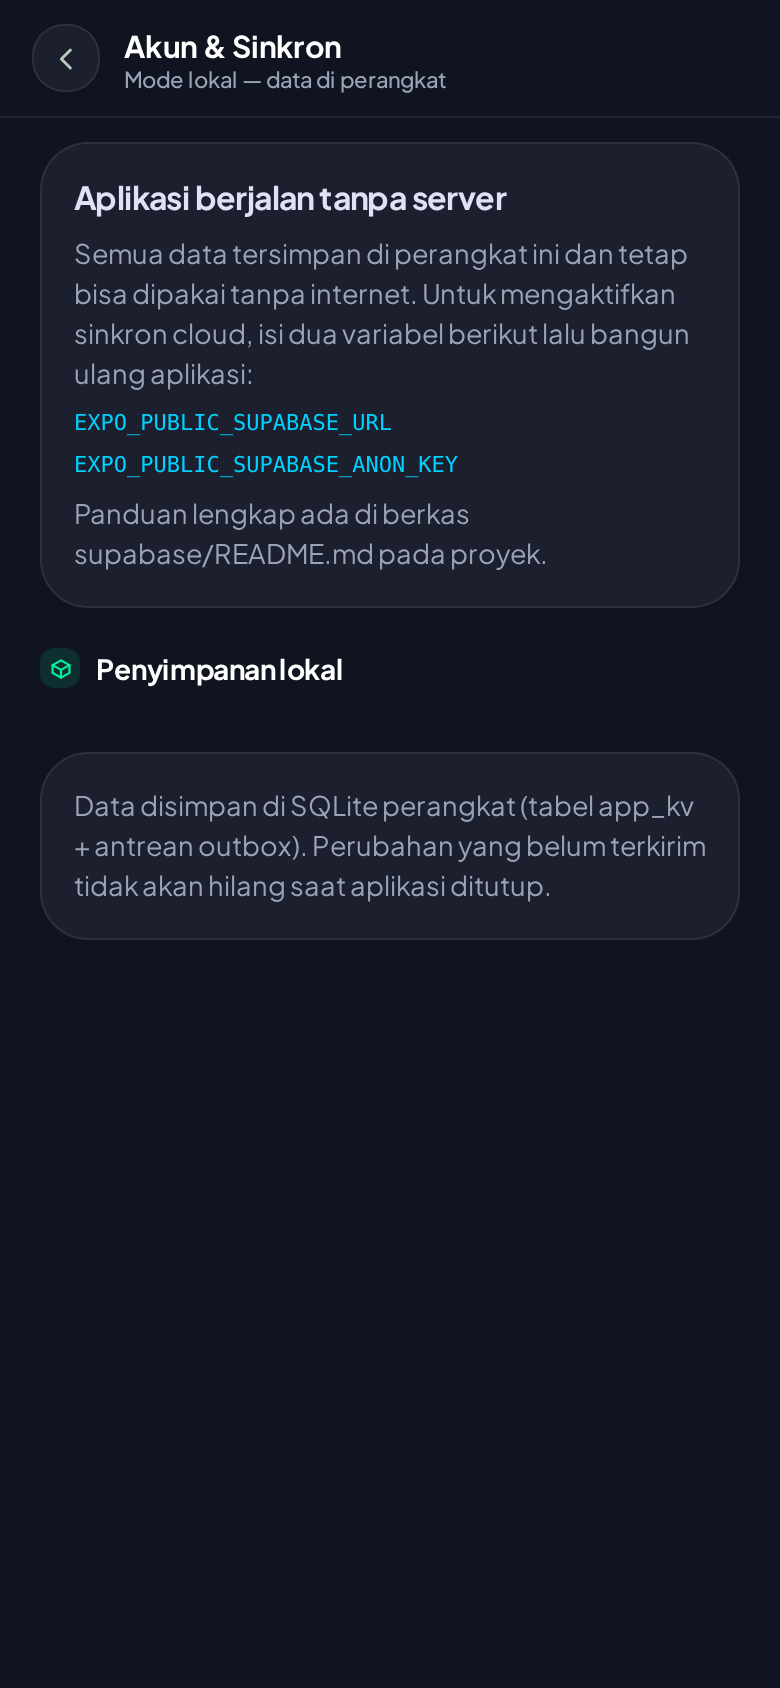 Akun & Sinkron
Mode lokal — data di perangkat
Aplikasi berjalan tanpa server
Semua data tersimpan di perangkat ini dan tetap
bisa dipakai tanpa internet. Untuk mengaktifkan
sinkron cloud, isi dua variabel berikut lalu bangun
ulang aplikasi:
EXPO_PUBLIC_SUPABASE_URL
EXPO_PUBLIC_SUPABASE_ANON_KEY
Panduan lengkap ada di berkas
supabase/README.md pada proyek.
Penyimpanan lokal
Data disimpan di SQLite perangkat (tabel app_kv
+ antrean outbox). Perubahan yang belum terkirim
tidak akan hilang saat aplikasi ditutup.